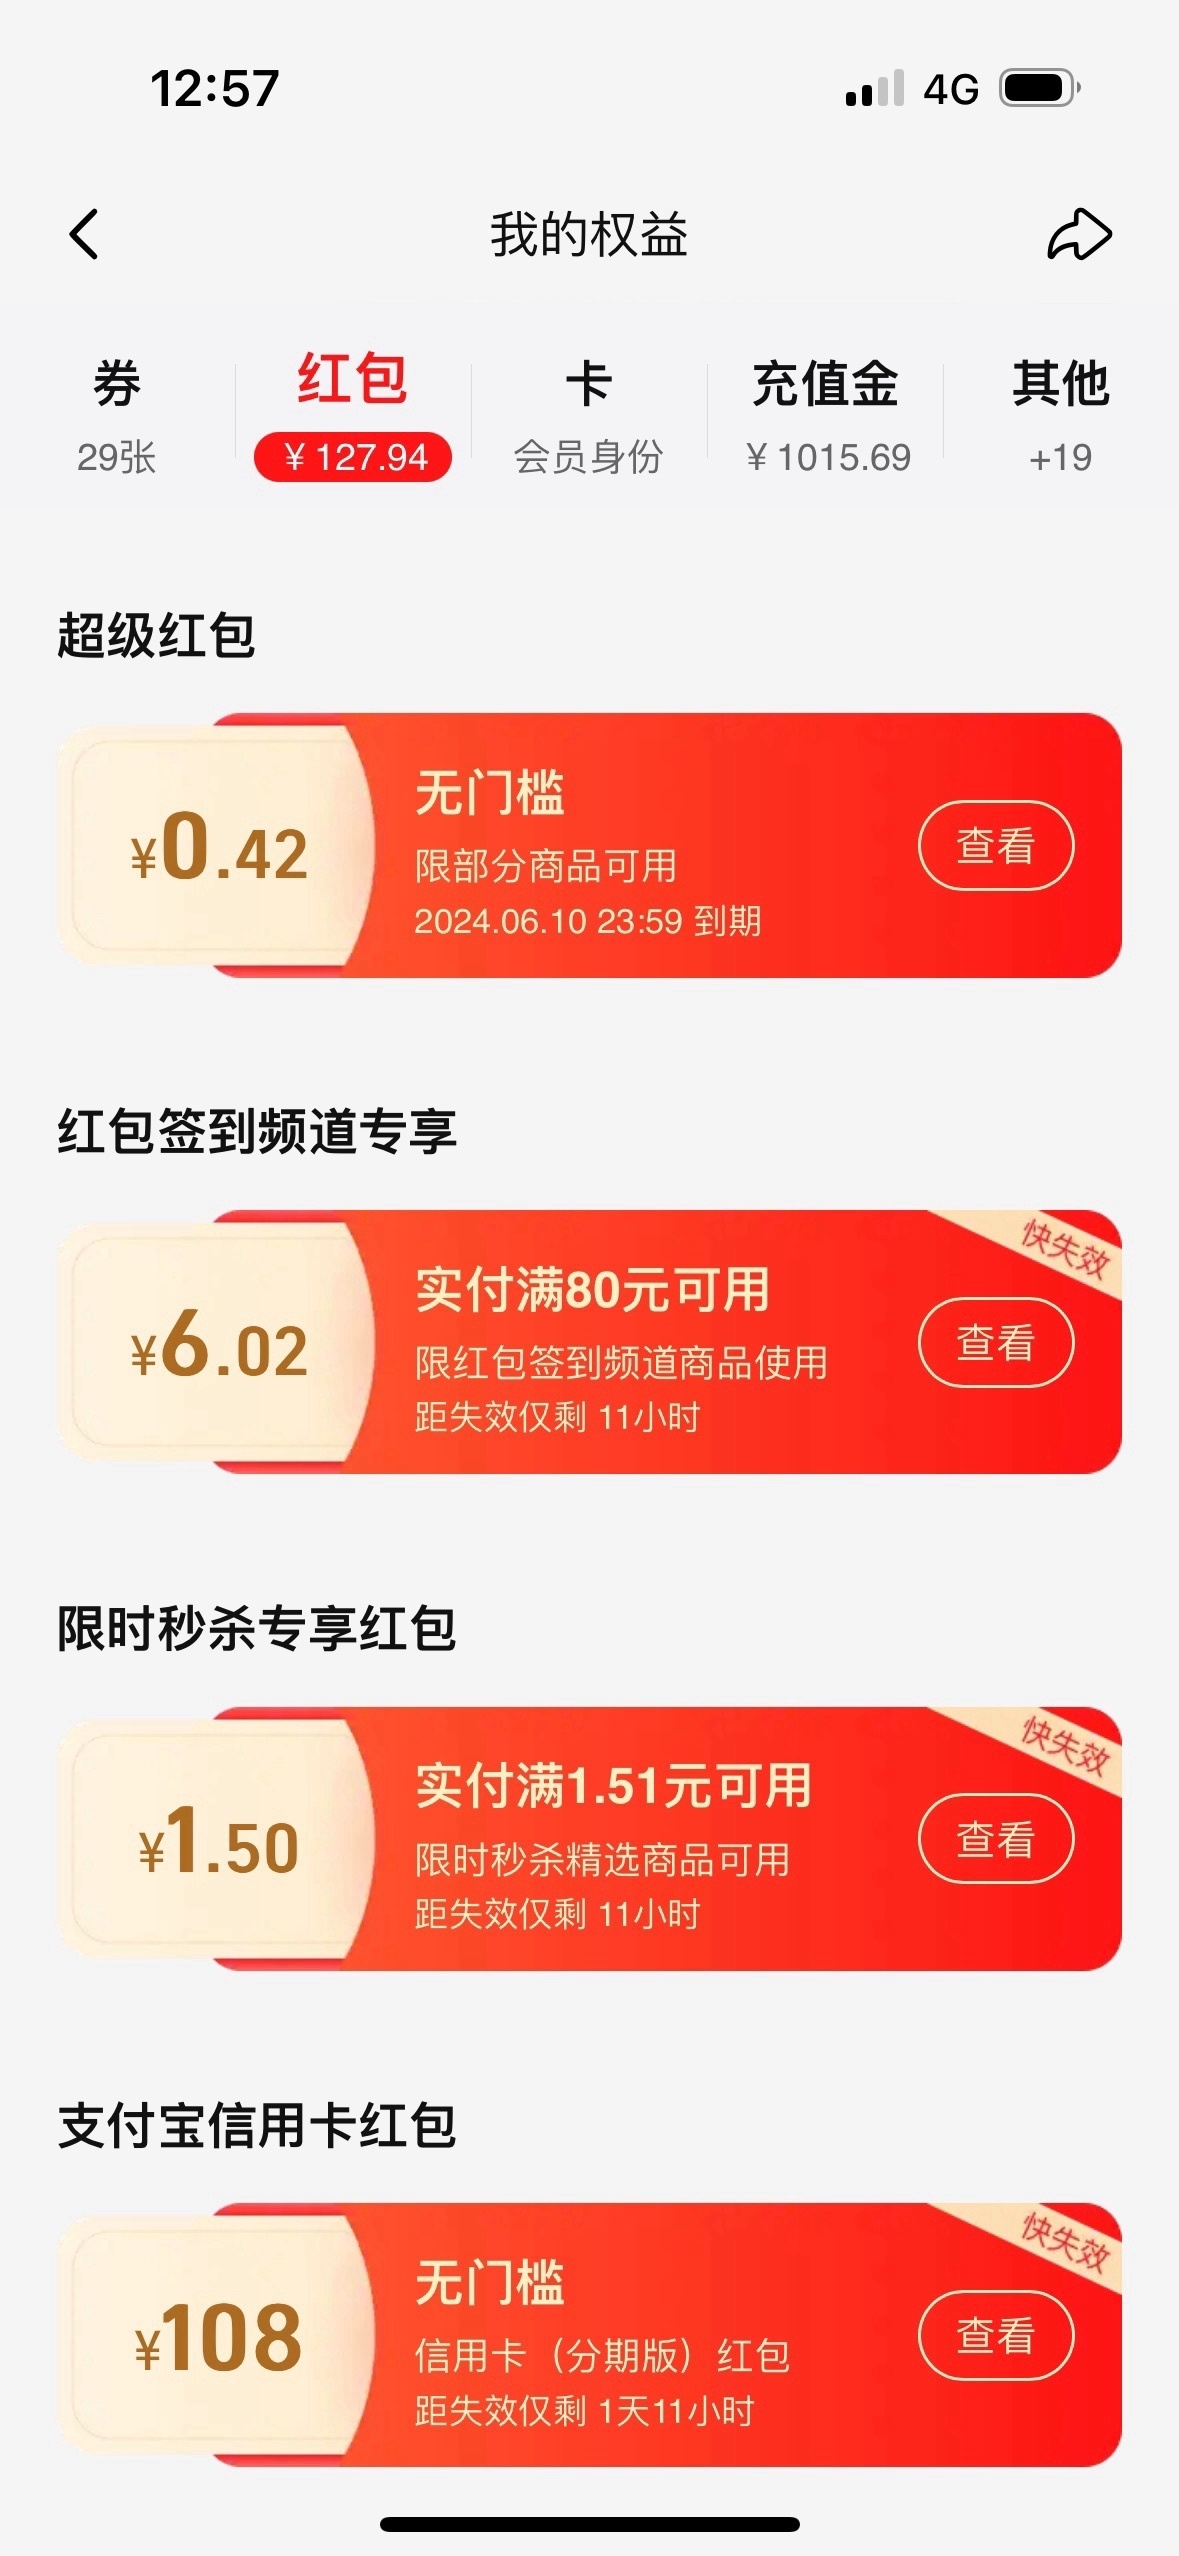 12:57
4G
我的权益
券
红包
卡
充值金
其他
29张
¥ 127.94
会员身份
¥ 1015.69
+19
超级红包
¥0.42
无门槛
限部分商品可用
2024.06.10 23:59 到期
查看
红包签到频道专享
快失效
¥6.02
实付满80元可用
限红包签到频道商品使用
距失效仅剩 11小时
查看
限时秒杀专享红包
快失效
¥1.50
实付满1.51元可用
限时秒杀精选商品可用
距失效仅剩 11小时
查看
支付宝信用卡红包
快失效
¥108
无门槛
信用卡（分期版）红包
距失效仅剩 1天11小时
查看